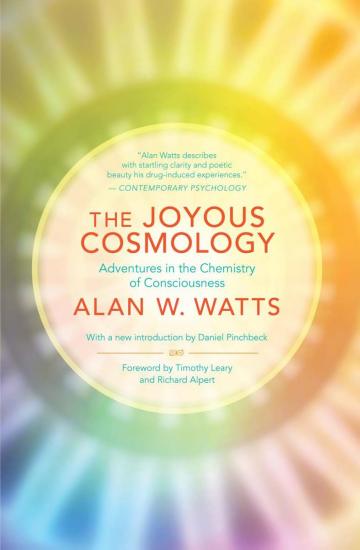 "Alan Watts describes
with startling clarity and poetic
beauty his drug-induced experiences."
— CONTEMPORARY PSYCHOLOGY
THE JOYOUS
COSMOLOGY
Adventures in the Chemistry
of Consciousness
ALAN W. WATTS
With a new introduction by Daniel Pinchbeck
Foreword by Timothy Leary
and Richard Alpert